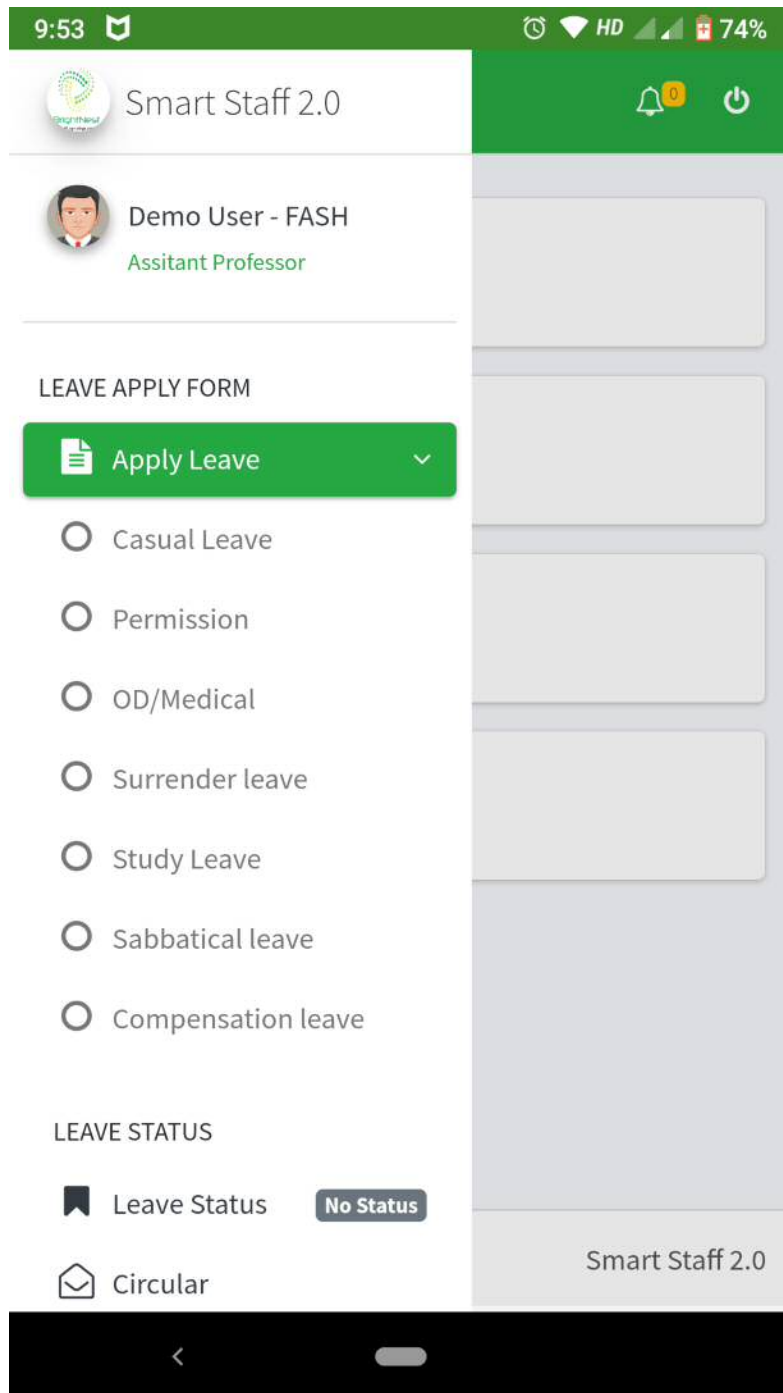 9:53 HD 74%
Smart Staff 2.0
0
Demo User - FASH
Assitant Professor
LEAVE APPLY FORM
Apply Leave
Casual Leave
Permission
OD/Medical
Surrender leave
Study Leave
Sabbatical leave
Compensation leave
LEAVE STATUS
Leave Status No Status
Circular
Smart Staff 2.0